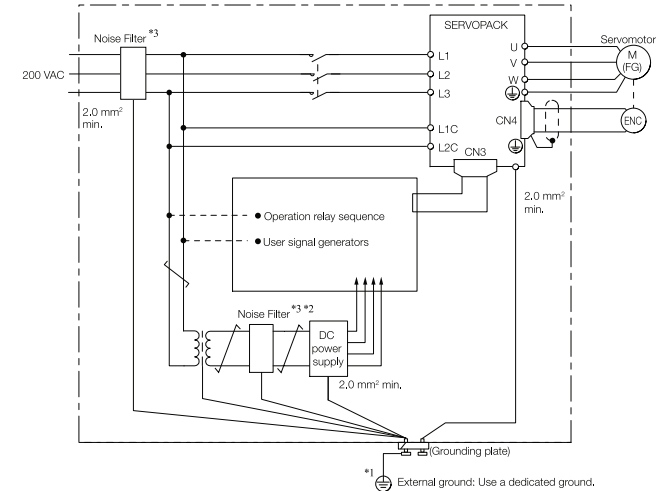 SERVOPACK
Noise Filter *3
Servomotor
200 VAC
L1
L2
L3
U
V
W
M
(FG)
2.0 mm²
min.
CN4
ENC
L1C
L2C
CN3
2.0 mm²
min.
Operation relay sequence
User signal generators
Noise Filter *3 *2
DC
power
supply
2.0 mm² min.
(Grounding plate)
*1
External ground: Use a dedicated ground.